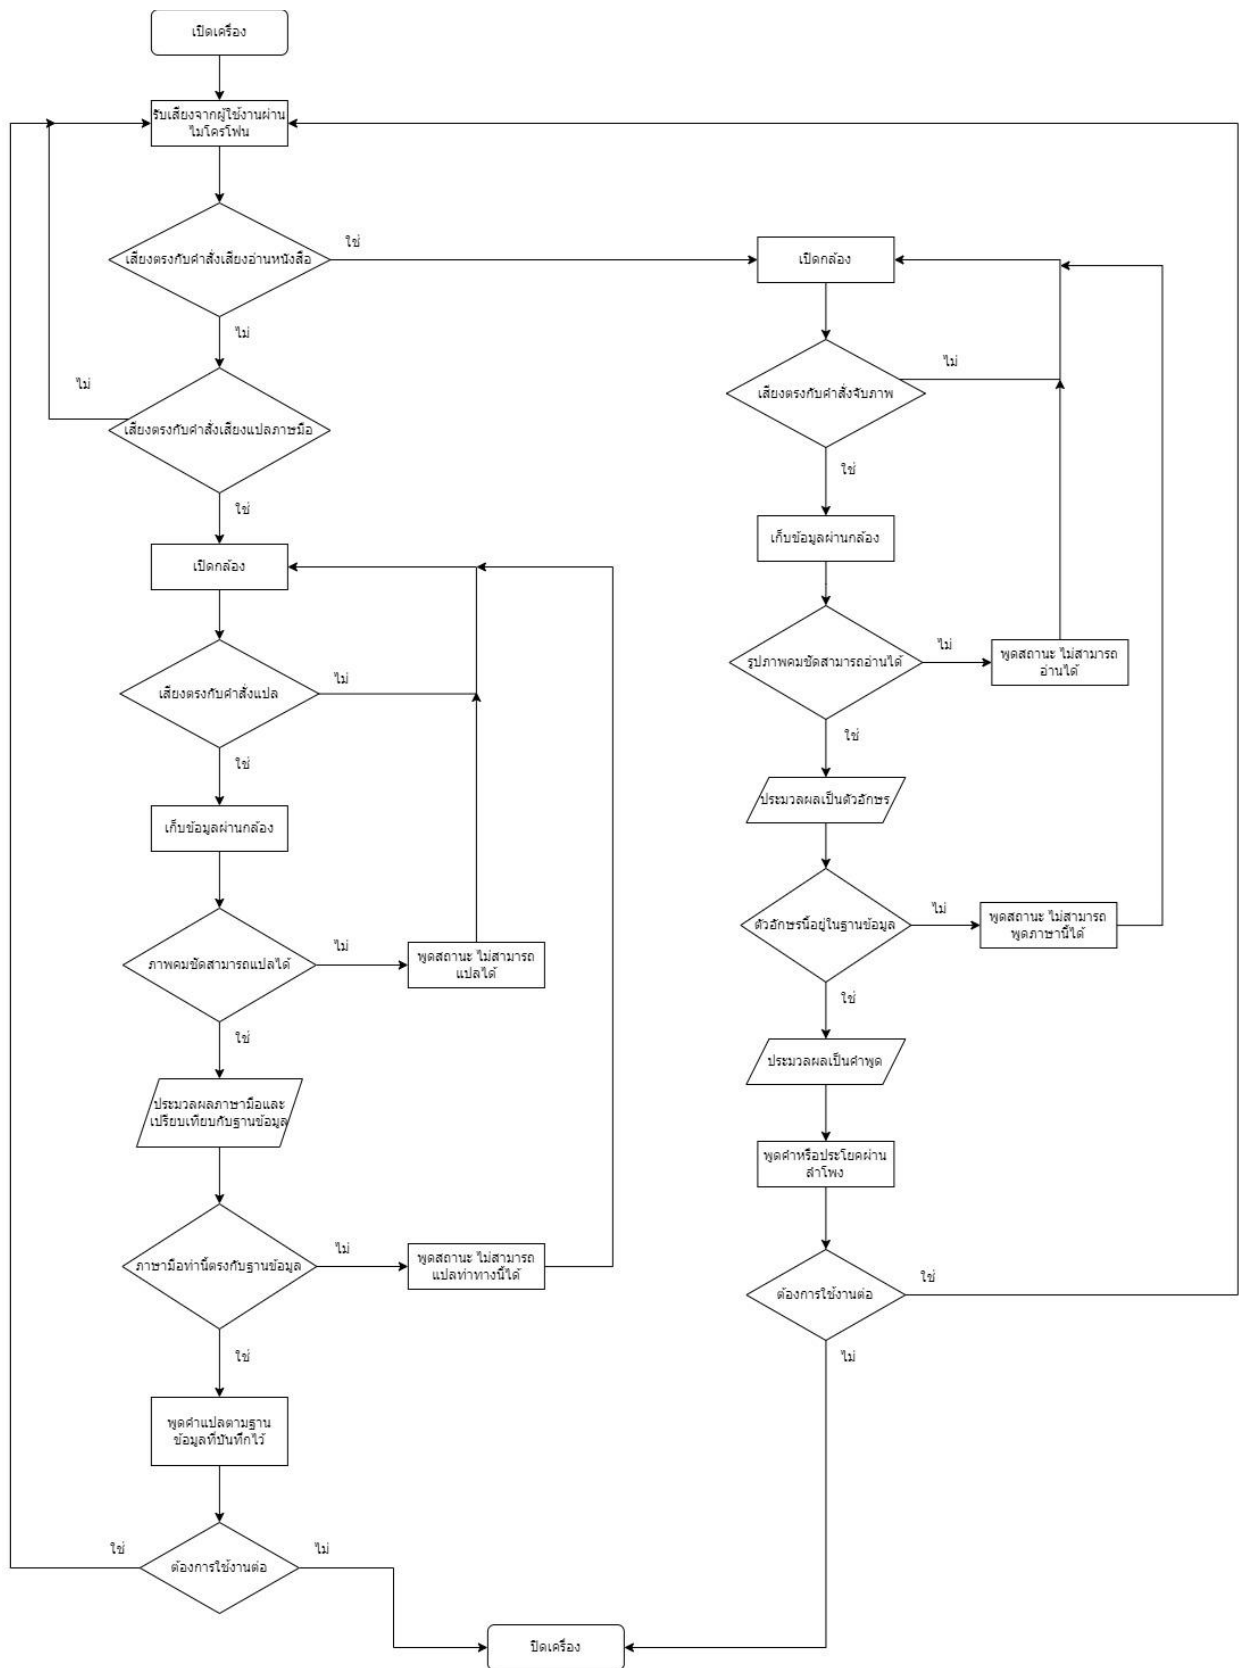 เปิดเครื่อง
รับเสียงจากผู้ใช้งานผ่าน
ไมโครโฟน
เสียงตรงกับคำสั่งเสียงอ่านหนังสือ
ใช่
ไม่
เสียงตรงกับคำสั่งเสียงแปลภาษมือ
ไม่
ใช่
เปิดกล้อง
เสียงตรงกับคำสั่งแปล
ไม่
ใช่
เก็บข้อมูลผ่านกล้อง
ภาพคมชัดสามารถแปลได้
ไม่
พูดสถานะ ไม่สามารถ
แปลได้
ใช่
ประมวลผลภาษามือและ
เปรียบเทียบกับฐานข้อมูล
ภาษามือท่านี้ตรงกับฐานข้อมูล
ไม่
พูดสถานะ ไม่สามารถ
แปลท่าทางนี้ได้
ใช่
พูดคำแปลตามฐาน
ข้อมูลที่บันทึกไว้
ต้องการใช้งานต่อ
ใช่
ไม่
เปิดกล้อง
เสียงตรงกับคำสั่งจับภาพ
ไม่
ใช่
เก็บข้อมูลผ่านกล้อง
รูปภาพคมชัดสามารถอ่านได้
ไม่
พูดสถานะ ไม่สามารถ
อ่านได้
ใช่
ประมวลผลเป็นตัวอักษร
ตัวอักษรนี้อยู่ในฐานข้อมูล
ไม่
พูดสถานะ ไม่สามารถ
พูดภาษานี้ได้
ใช่
ประมวลผลเป็นคำพูด
พูดคำหรือประโยคผ่าน
ลำโพง
ต้องการใช้งานต่อ
ใช่
ไม่
ปิดเครื่อง